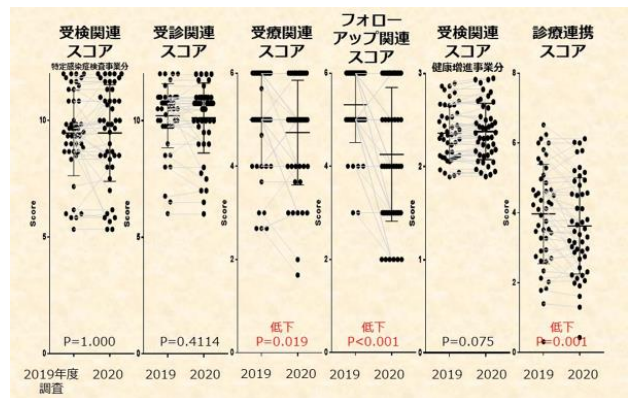 受検関連
スコア
特定感染症検査事業分
受診関連
スコア
受療関連
スコア
フォロー
アップ関連
スコア
受検関連
スコア
健康増進事業分
診療連携
スコア
Score
10
5
0
P=1.000
Score
10
5
0
P=0.4114
Score
6
4
2
0
低下
P=0.019
Score
6
4
2
0
低下
P<0.001
Score
3
2
1
0
P=0.075
Score
8
6
4
2
0
低下
P=0.001
2019年度 2020
調査
2019 2020
2019 2020
2019 2020
2019 2020
2019 2020